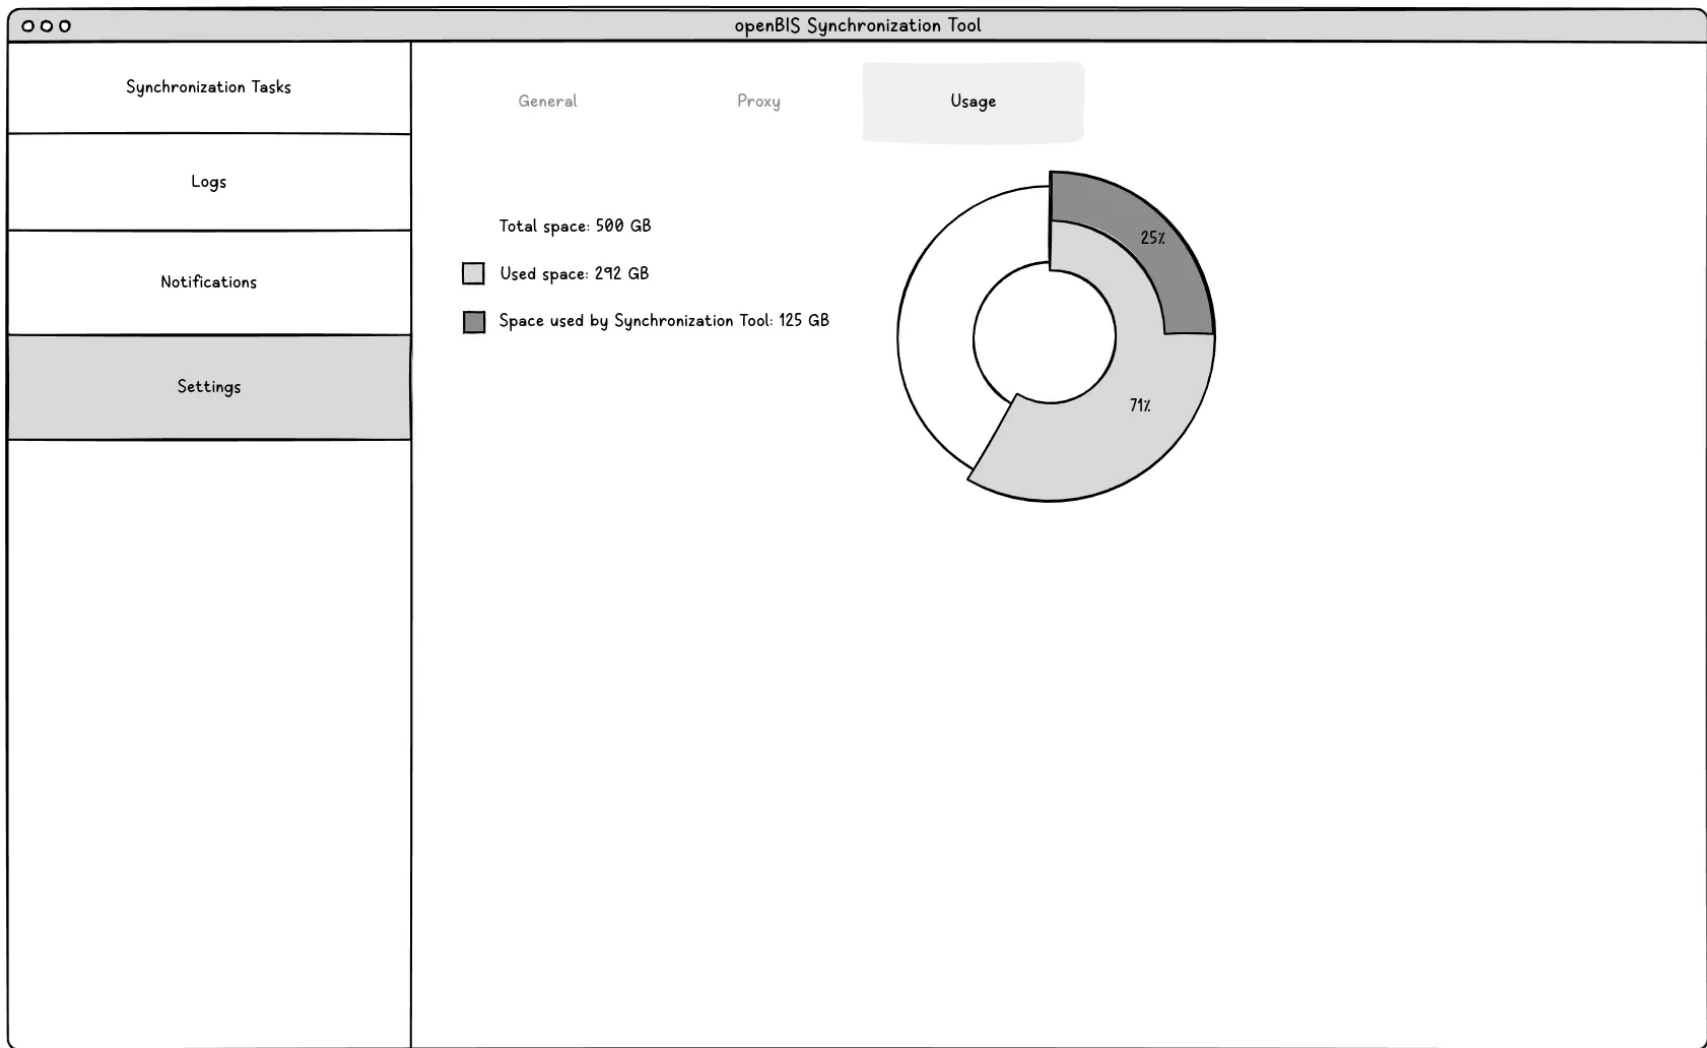 openBIS Synchronization Tool
Synchronization Tasks
Logs
Notifications
Settings
General
Proxy
Usage
Total space: 500 GB
Used space: 292 GB
Space used by Synchronization Tool: 125 GB
25%
71%